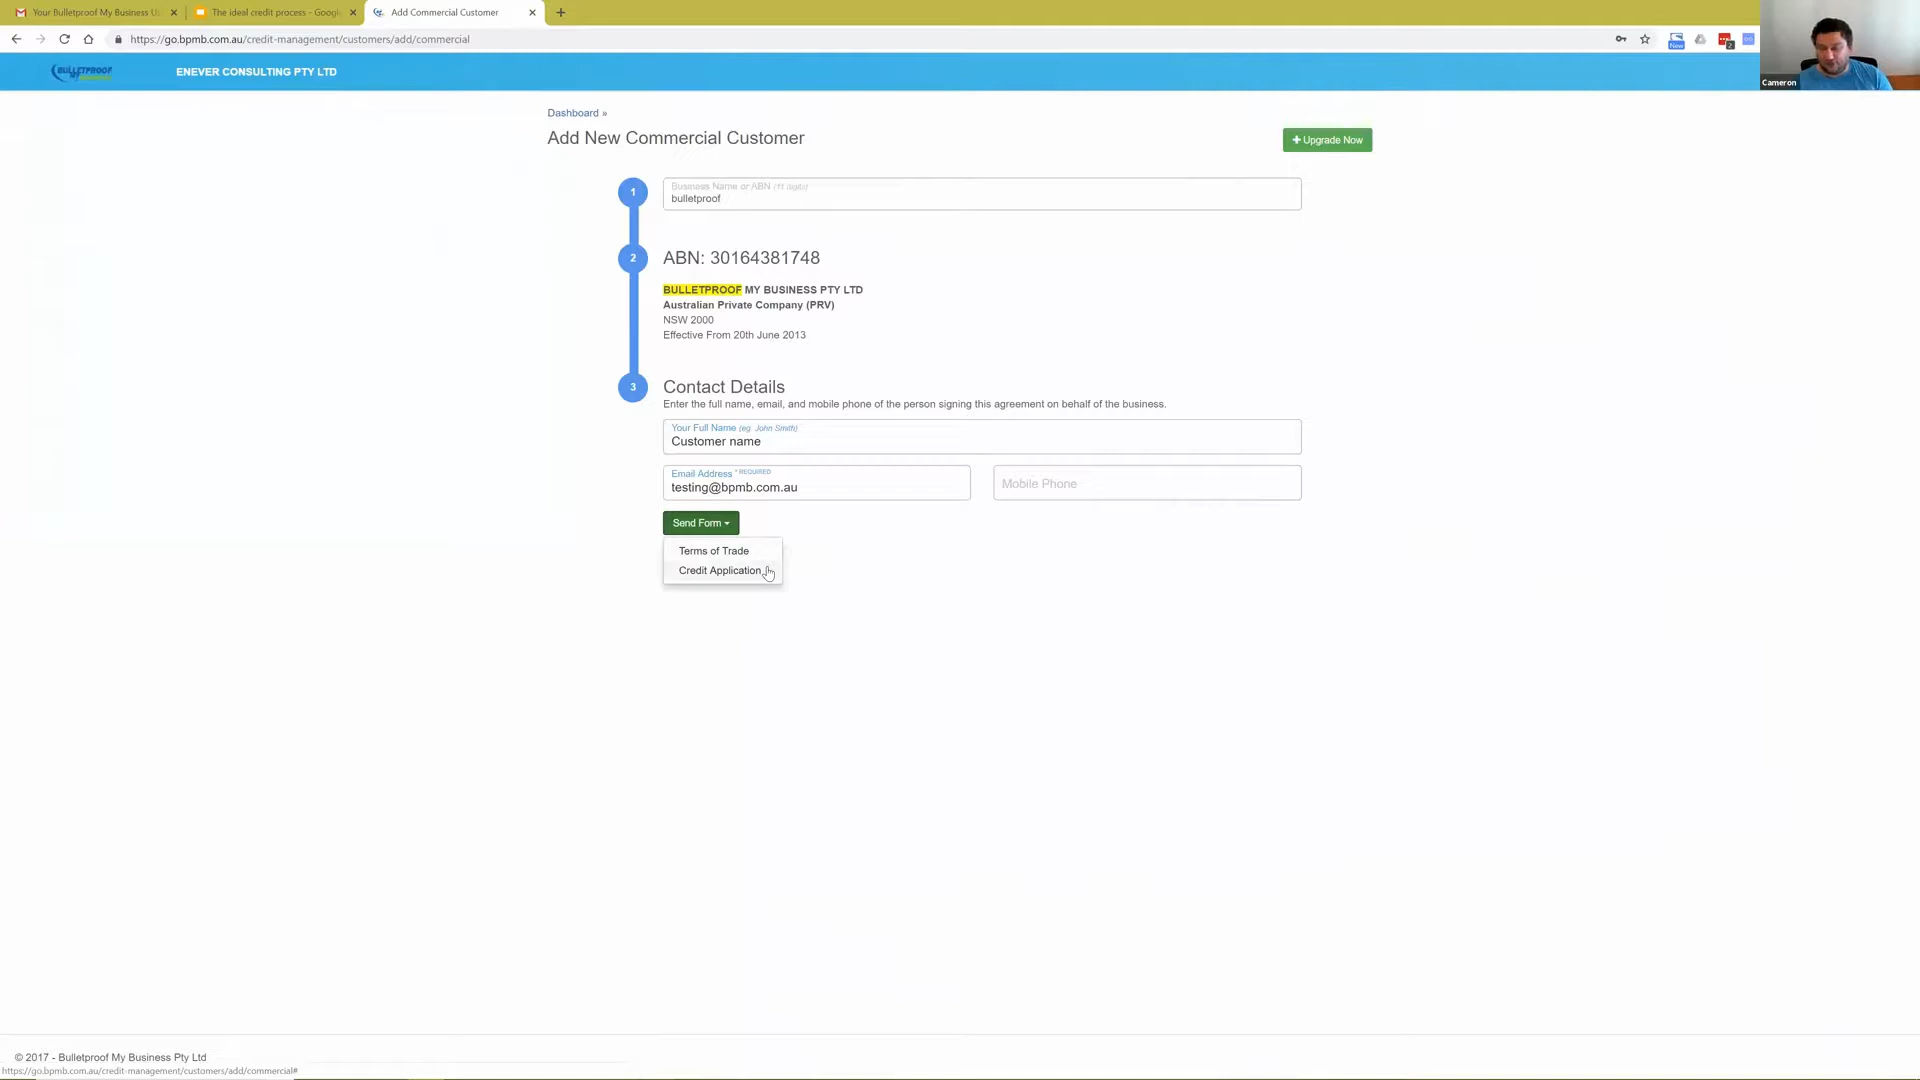 Your Bulletproof My Business U
The ideal credit process - Google
Add Commercial Customer
https://go.bpmb.com.au/credit-management/customers/add/commercial
New
2
Cameron
BULLETPROOF
ENEVER CONSULTING PTY LTD
Dashboard »
Add New Commercial Customer
Upgrade Now
1
Business Name or ABN (11 digits)
bulletproof
2
ABN: 30164381748
BULLETPROOF MY BUSINESS PTY LTD
Australian Private Company (PRV)
NSW 2000
Effective From 20th June 2013
3
Contact Details
Enter the full name, email, and mobile phone of the person signing this agreement on behalf of the business.
Your Full Name (eg. John Smith)
Customer name
Email Address * REQUIRED
testing@bpmb.com.au
Mobile Phone
Send Form
Terms of Trade
Credit Application
© 2017 - Bulletproof My Business Pty Ltd
https://go.bpmb.com.au/credit-management/customers/add/commercial#